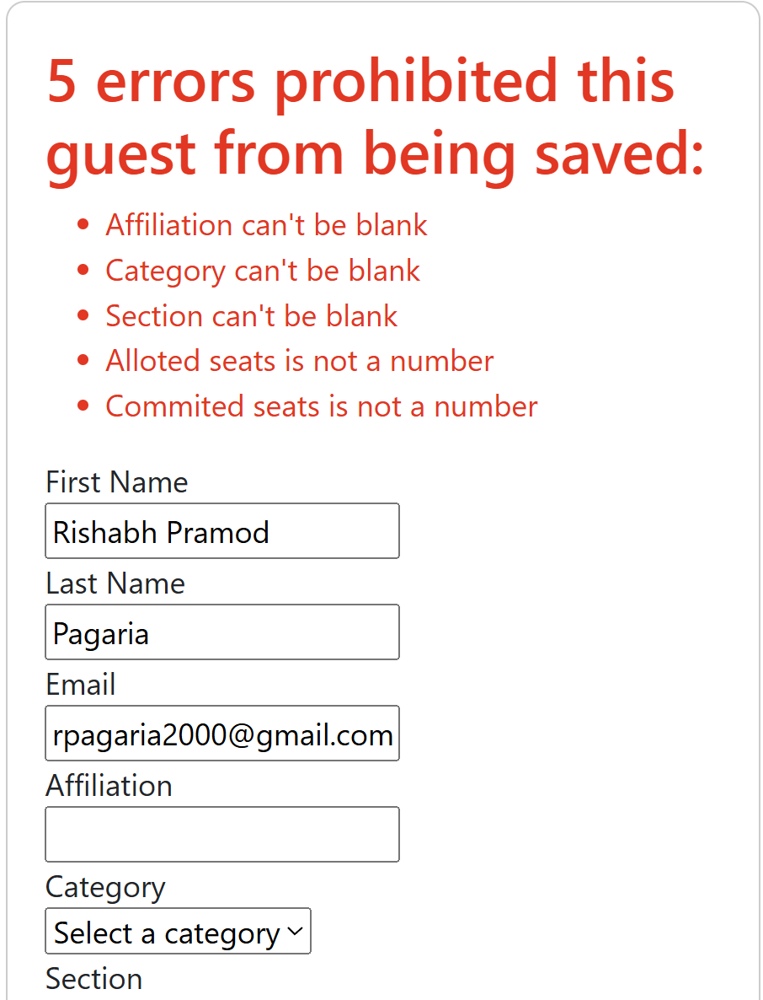 5 errors prohibited this
guest from being saved:
Affiliation can't be blank
Category can't be blank
Section can't be blank
Alloted seats is not a number
Commited seats is not a number
First Name
Rishabh Pramod
Last Name
Pagaria
Email
rpagaria2000@gmail.com
Affiliation
Category
Select a category
Section